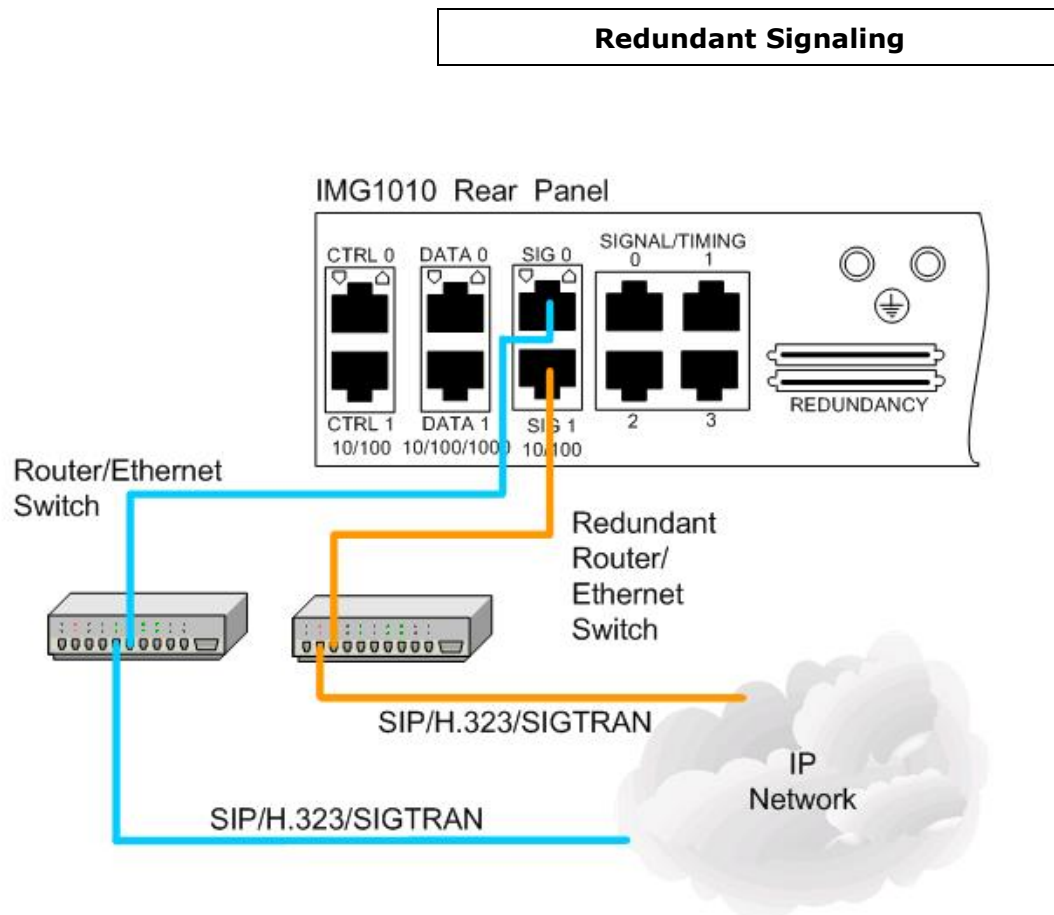 Redundant Signaling
IMG1010 Rear Panel
CTRL 0 DATA 0 SIG 0 SIGNAL/TIMING
0 1
CTRL 1 DATA 1 SIG 1 2 3
10/100 10/100/1000 10/100
REDUNDANCY
Router/Ethernet
Switch
Redundant
Router/
Ethernet
Switch
SIP/H.323/SIGTRAN
IP
Network
SIP/H.323/SIGTRAN